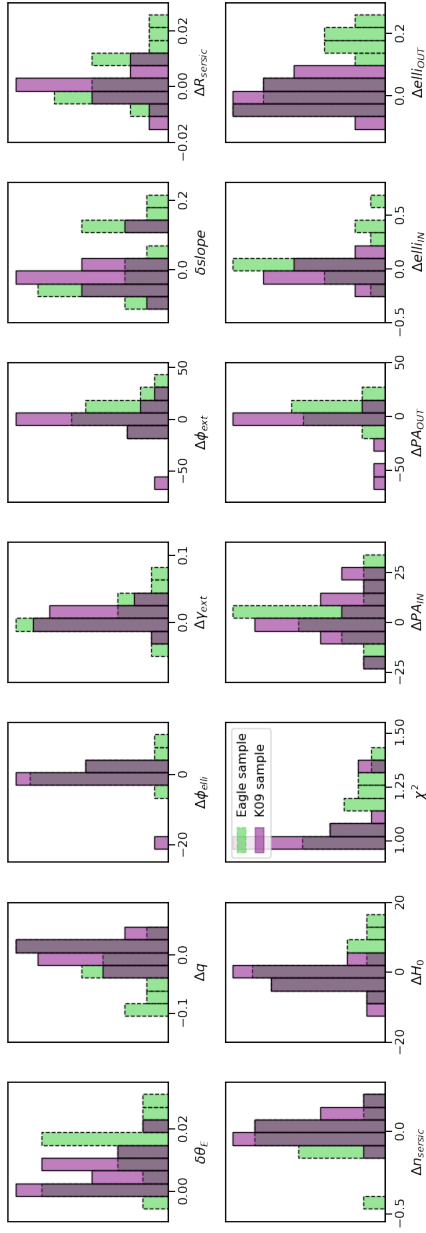 0.00 0.02
δθ_E
−0.1 0.0
Δq
−20 0
Δϕ_elli
0.0 0.1
Δγ_ext
−50 0 50
Δϕ_ext
0.0 0.2
δslope
−0.02 0.00 0.02
ΔR_sersic
−0.5 0.0
Δn_sersic
−20 0 20
ΔH_0
Eagle sample
K09 sample
1.00 1.25 1.50
χ^2
−25 0 25
ΔPA_IN
−50 0 50
ΔPA_OUT
−0.5 0.0 0.5
Δelli_IN
0.0 0.2
Δelli_OUT